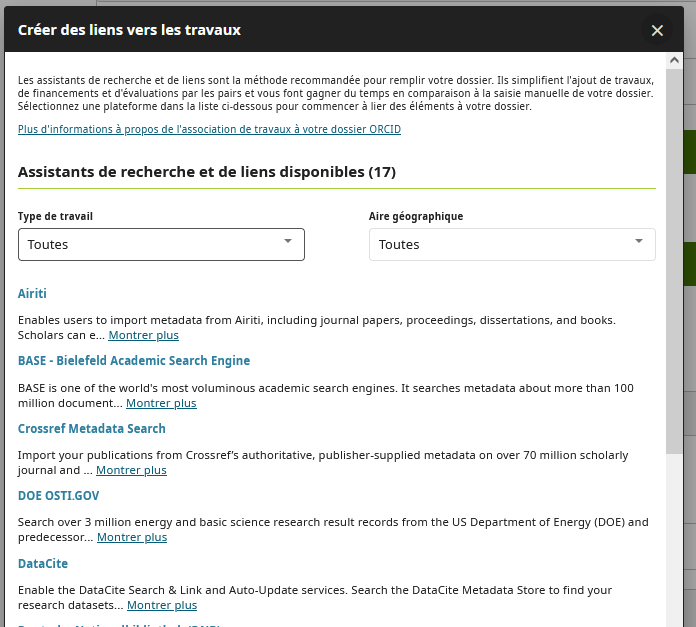 Créer des liens vers les travaux
Les assistants de recherche et de liens sont la méthode recommandée pour remplir votre dossier. Ils simplifient l'ajout de travaux,
de financements et d'évaluations par les pairs et vous font gagner du temps en comparaison à la saisie manuelle de votre dossier.
Sélectionnez une plateforme dans la liste ci-dessous pour commencer à lier des éléments à votre dossier.
Plus d'informations à propos de l'association de travaux à votre dossier ORCID
Assistants de recherche et de liens disponibles (17)
Type de travail
Toutes
Aire géographique
Toutes
Airiti
Enables users to import metadata from Airiti, including journal papers, proceedings, dissertations, and books.
Scholars can e... Montrer plus
BASE - Bielefeld Academic Search Engine
BASE is one of the world's most voluminous academic search engines. It searches metadata about more than 100
million document... Montrer plus
Crossref Metadata Search
Import your publications from Crossref's authoritative, publisher-supplied metadata on over 70 million scholarly
journal and ... Montrer plus
DOE OSTI.GOV
Search over 3 million energy and basic science research result records from the US Department of Energy (DOE) and
predecessor... Montrer plus
DataCite
Enable the DataCite Search & Link and Auto-Update services. Search the DataCite Metadata Store to find your
research datasets... Montrer plus